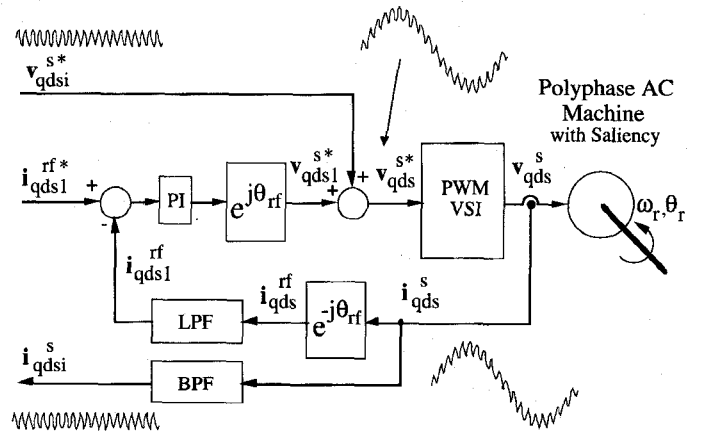 v_qdsi^s*
Polyphase AC
Machine
with Saliency
i_qds1^rf*
+
-
PI
e^jθ_rf
v_qds1^s*
+
+
v_qds^s*
PWM
VSI
v_qds^s
ω_r,θ_r
i_qds1^rf
LPF
i_qds^rf
e^-jθ_rf
i_qds^s
i_qdsi^s
BPF